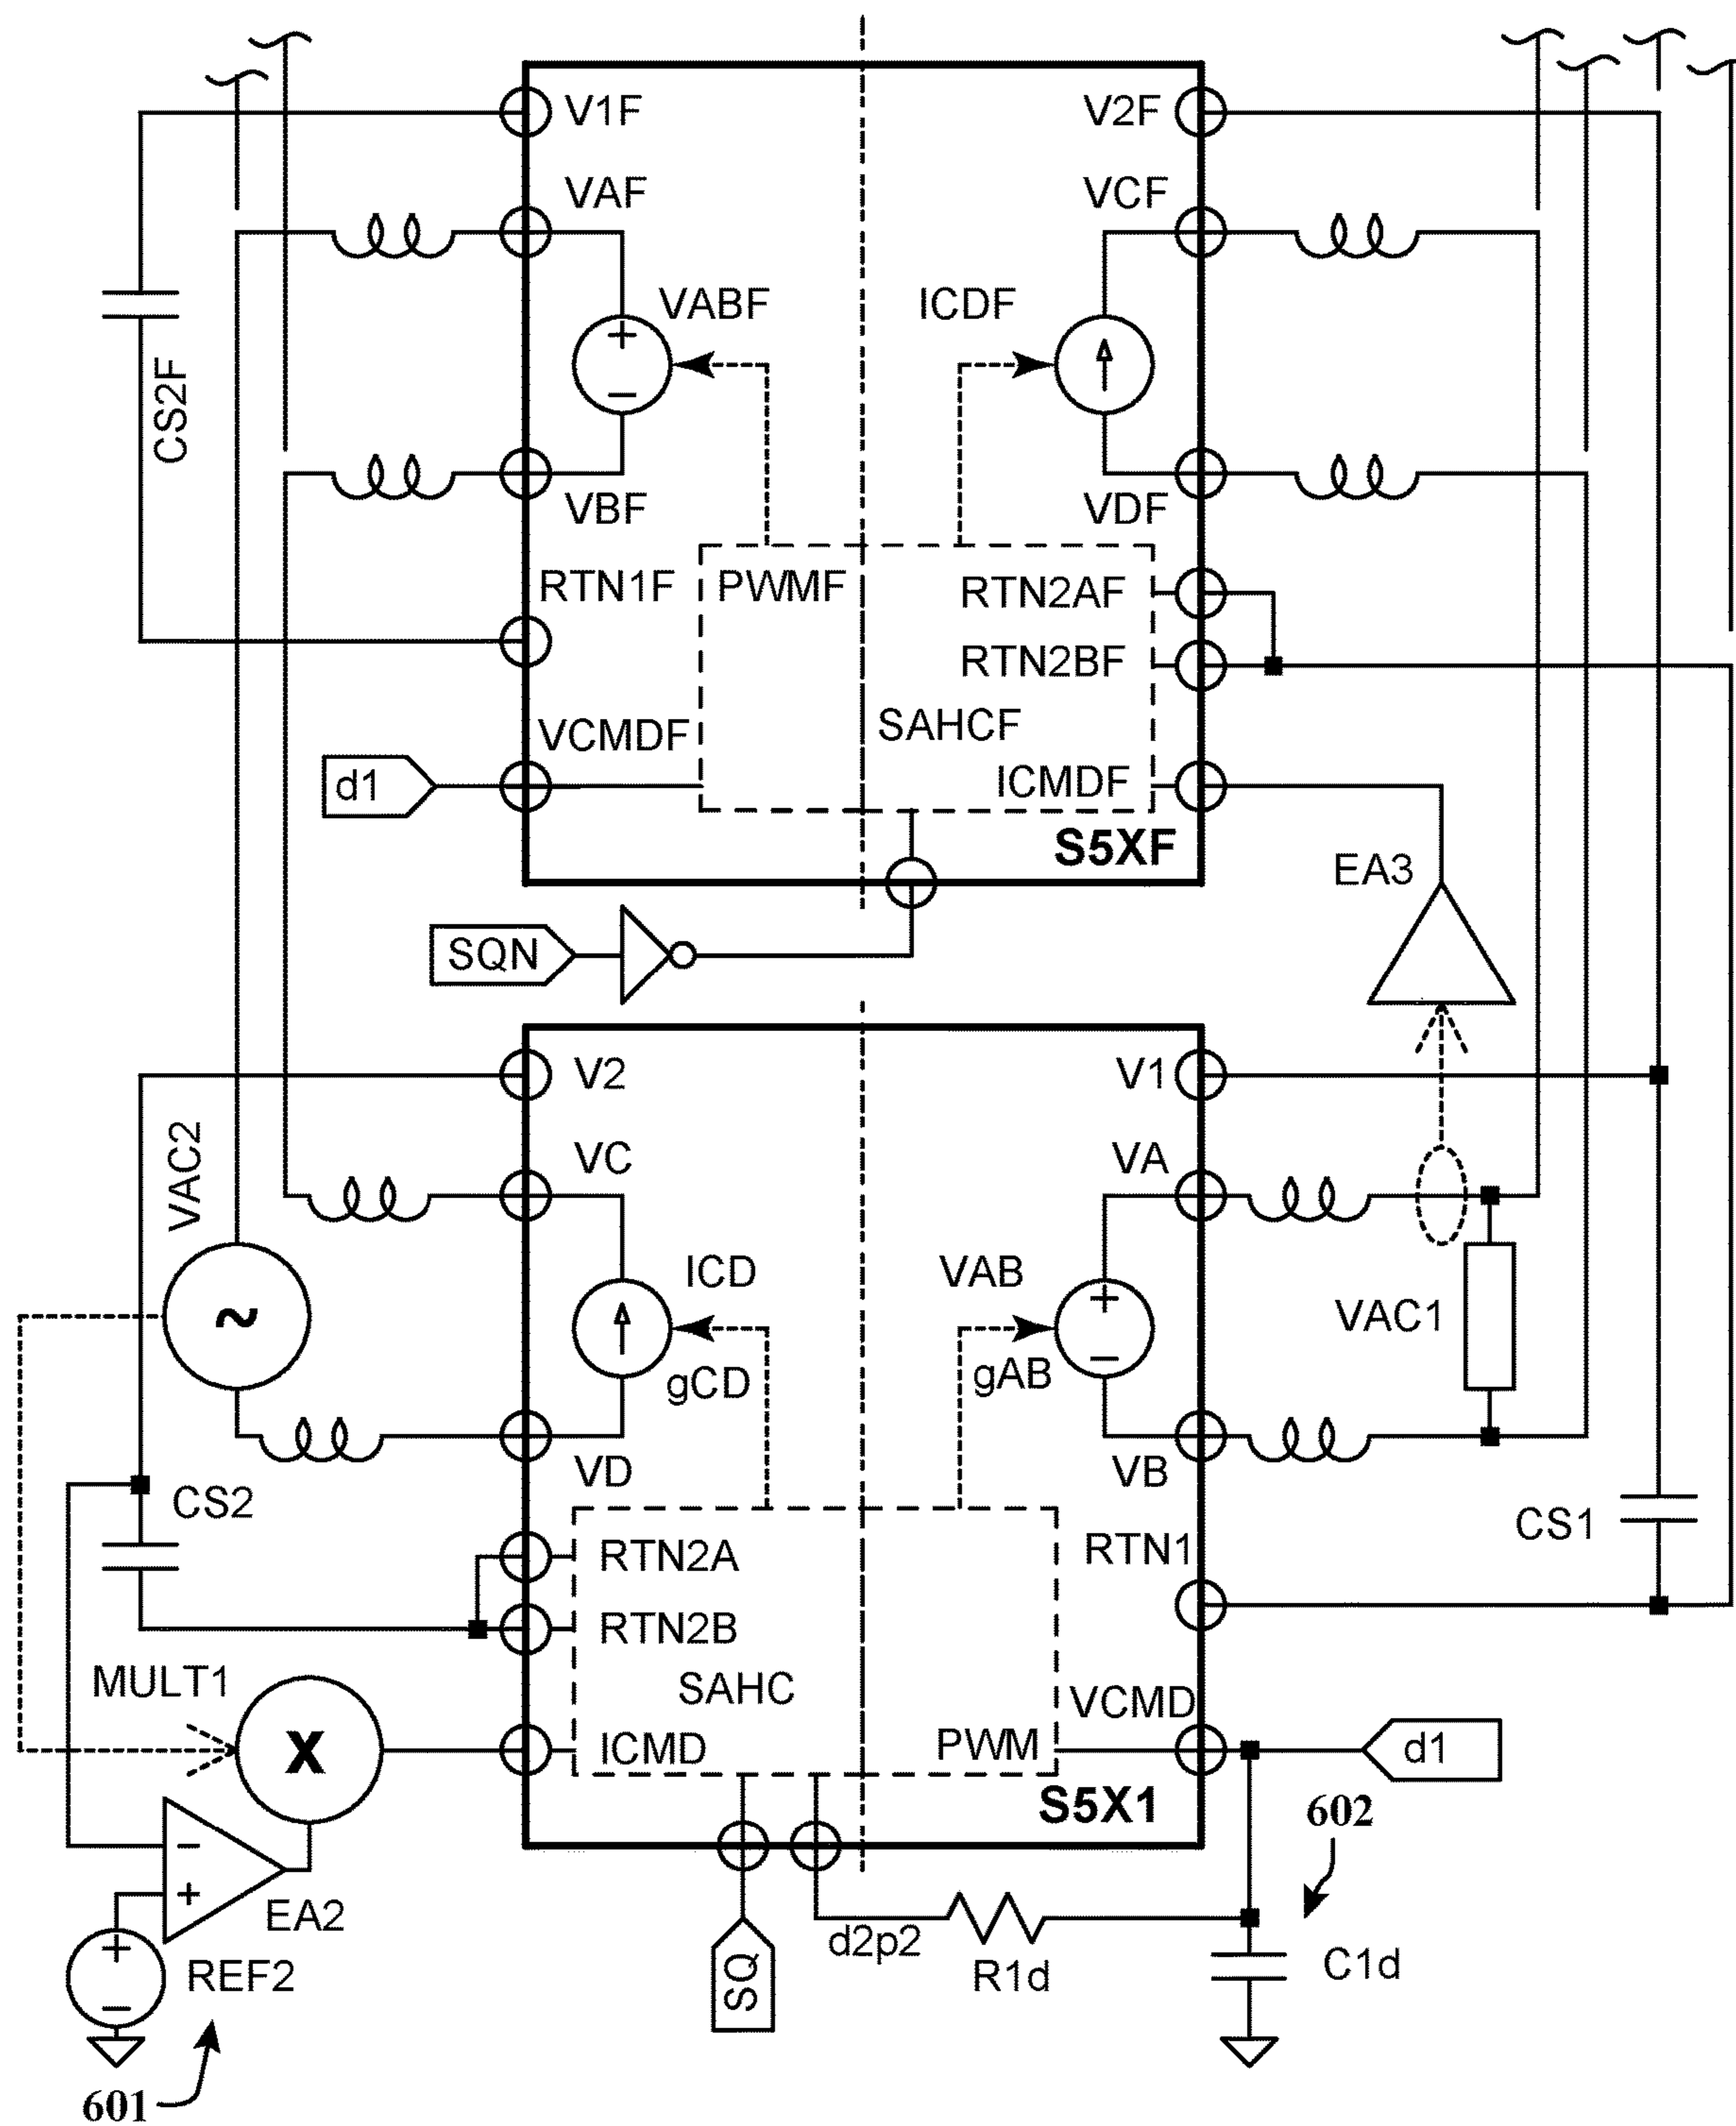 V1F
V2F
VAF
VCF
VABF
ICDF
CS2F
VBF
VDF
RTN1F
PWMF
RTN2AF
RTN2BF
VCMDF
SAHCF
d1
ICMDF
S5XF
EA3
SQN
V2
V1
VAC2
VC
VA
~
ICD
VAB
VAC1
gCD
gAB
VD
VB
CS2
CS1
RTN2A
RTN1
RTN2B
MULT1
SAHC
VCMD
X
ICMD
PWM
d1
S5X1
602
EA2
d2p2
R1d
C1d
REF2
SQ
601